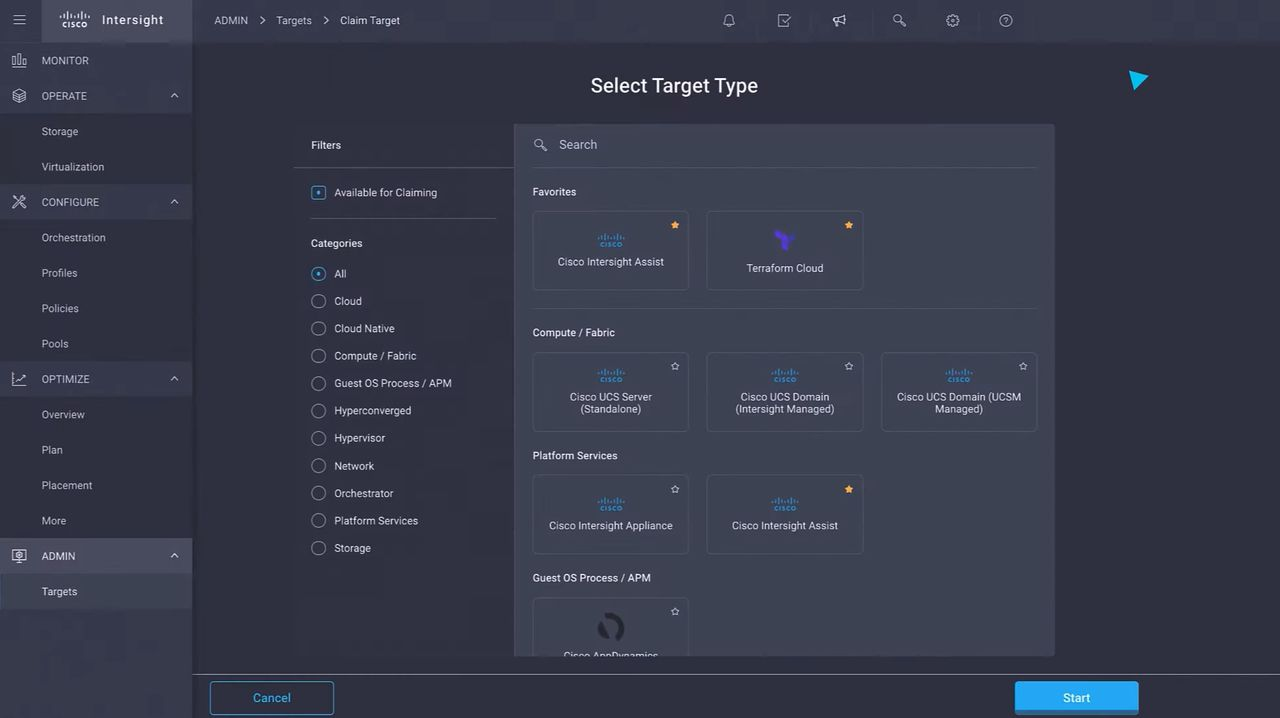 cisco Intersight
ADMIN > Targets > Claim Target
MONITOR
OPERATE
Storage
Virtualization
CONFIGURE
Orchestration
Profiles
Policies
Pools
OPTIMIZE
Overview
Plan
Placement
More
ADMIN
Targets
Select Target Type
Filters
Available for Claiming
Categories
All
Cloud
Cloud Native
Compute / Fabric
Guest OS Process / APM
Hyperconverged
Hypervisor
Network
Orchestrator
Platform Services
Storage
Search
Favorites
cisco
Cisco Intersight Assist
Terraform Cloud
Compute / Fabric
cisco
Cisco UCS Server
(Standalone)
cisco
Cisco UCS Domain
(Intersight Managed)
cisco
Cisco UCS Domain (UCSM
Managed)
Platform Services
cisco
Cisco Intersight Appliance
cisco
Cisco Intersight Assist
Guest OS Process / APM
Cisco AppDynamics
Cancel
Start